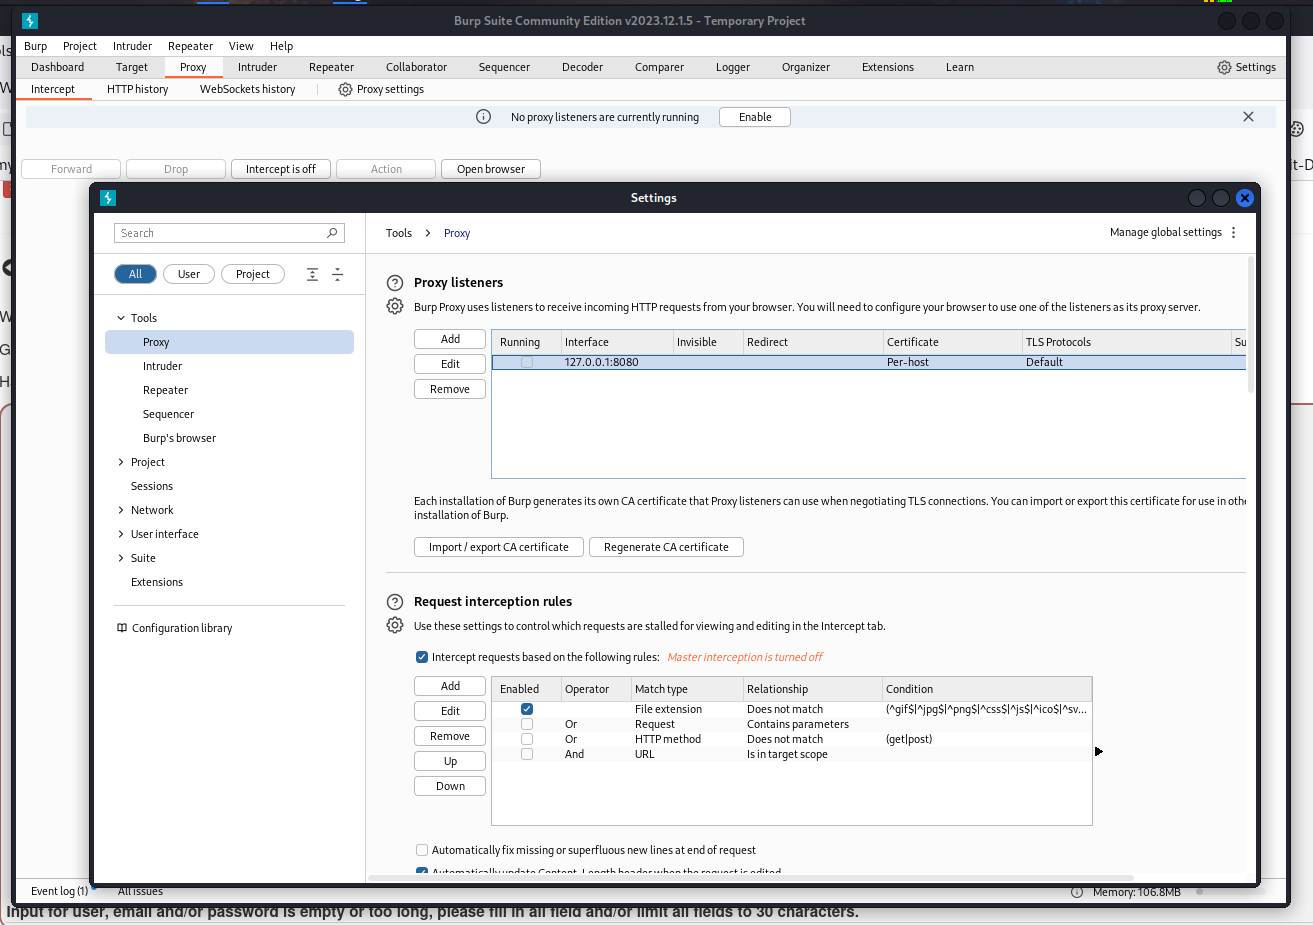 Burp Suite Community Edition v2023.12.1.5 - Temporary Project
Burp Project Intruder Repeater View Help
Dashboard Target Proxy Intruder Repeater Collaborator Sequencer Decoder Comparer Logger Organizer Extensions Learn Settings
Intercept HTTP history WebSockets history Proxy settings
No proxy listeners are currently running Enable
Forward Drop Intercept is off Action Open browser
Settings
Search
Tools > Proxy
Manage global settings
All User Project
Tools
Proxy
Intruder
Repeater
Sequencer
Burp's browser
Project
Sessions
Network
User interface
Suite
Extensions
Configuration library
Proxy listeners
Burp Proxy uses listeners to receive incoming HTTP requests from your browser. You will need to configure your browser to use one of the listeners as its proxy server.
Add
Edit
Remove
Running Interface Invisible Redirect Certificate TLS Protocols Su
127.0.0.1:8080 Per-host Default
Each installation of Burp generates its own CA certificate that Proxy listeners can use when negotiating TLS connections. You can import or export this certificate for use in othe
installation of Burp.
Import / export CA certificate Regenerate CA certificate
Request interception rules
Use these settings to control which requests are stalled for viewing and editing in the Intercept tab.
Intercept requests based on the following rules: Master interception is turned off
Add
Edit
Remove
Up
Down
Enabled Operator Match type Relationship Condition
File extension Does not match (^gif$|^jpg$|^png$|^css$|^js$|^ico$|^sv...
Or Request Contains parameters
Or HTTP method Does not match (get|post)
And URL Is in target scope
Automatically fix missing or superfluous new lines at end of request
Automatically update Content-Length header when the request is edited
Event log (1) All issues
Memory: 106.8MB
Input for user, email and/or password is empty or too long, please fill in all field and/or limit all fields to 30 characters.